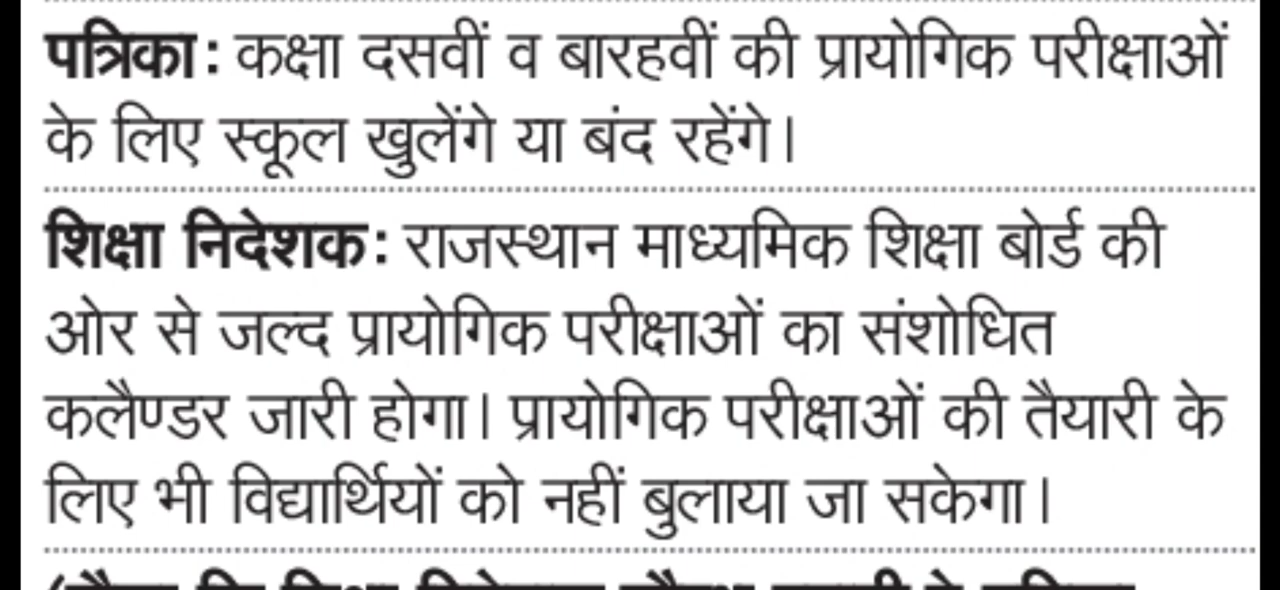 पत्रिका: कक्षा दसवीं व बारहवीं की प्रायोगिक परीक्षाओं
के लिए स्कूल खुलेंगे या बंद रहेंगे।
शिक्षा निदेशक: राजस्थान माध्यमिक शिक्षा बोर्ड की
ओर से जल्द प्रायोगिक परीक्षाओं का संशोधित
कलैण्डर जारी होगा। प्रायोगिक परीक्षाओं की तैयारी के
लिए भी विद्यार्थियों को नहीं बुलाया जा सकेगा।